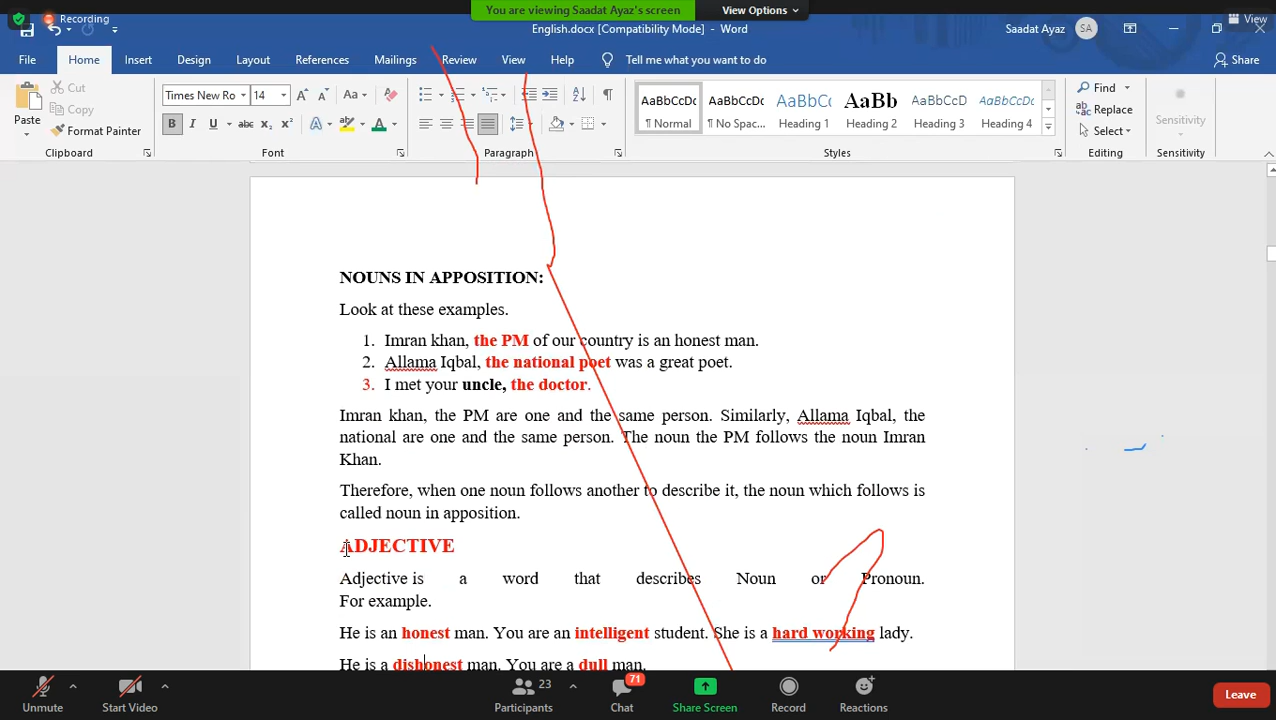 Recording
You are viewing Saadat Ayaz's screen
View Options
View
English.docx [Compatibility Mode] - Word
Saadat Ayaz
SA
File Home Insert Design Layout References Mailings Review View Help Tell me what you want to do Share
Paste
Cut
Copy
Format Painter
Clipboard
Times New Ro 14
Aa
B I U abc x₂ x²
A A
Font
Paragraph
AaBbCcDc AaBbCcDc AaBbCc AaBb AaBbCcDd AaBbCcDc
¶ Normal ¶ No Spac... Heading 1 Heading 2 Heading 3 Heading 4
Styles
Find
Replace
Select
Editing
Sensitivity
Sensitivity
NOUNS IN APPOSITION:
Look at these examples.
1. Imran khan, the PM of our country is an honest man.
2. Allama Iqbal, the national poet was a great poet.
3. I met your uncle, the doctor.
Imran khan, the PM are one and the same person. Similarly, Allama Iqbal, the
national are one and the same person. The noun the PM follows the noun Imran
Khan.
Therefore, when one noun follows another to describe it, the noun which follows is
called noun in apposition.
ADJECTIVE
Adjective is a word that describes Noun or Pronoun.
For example.
He is an honest man. You are an intelligent student. She is a hard working lady.
He is a dishonest man. You are a dull man.
23
71
Unmute Start Video Participants Chat Share Screen Record Reactions Leave